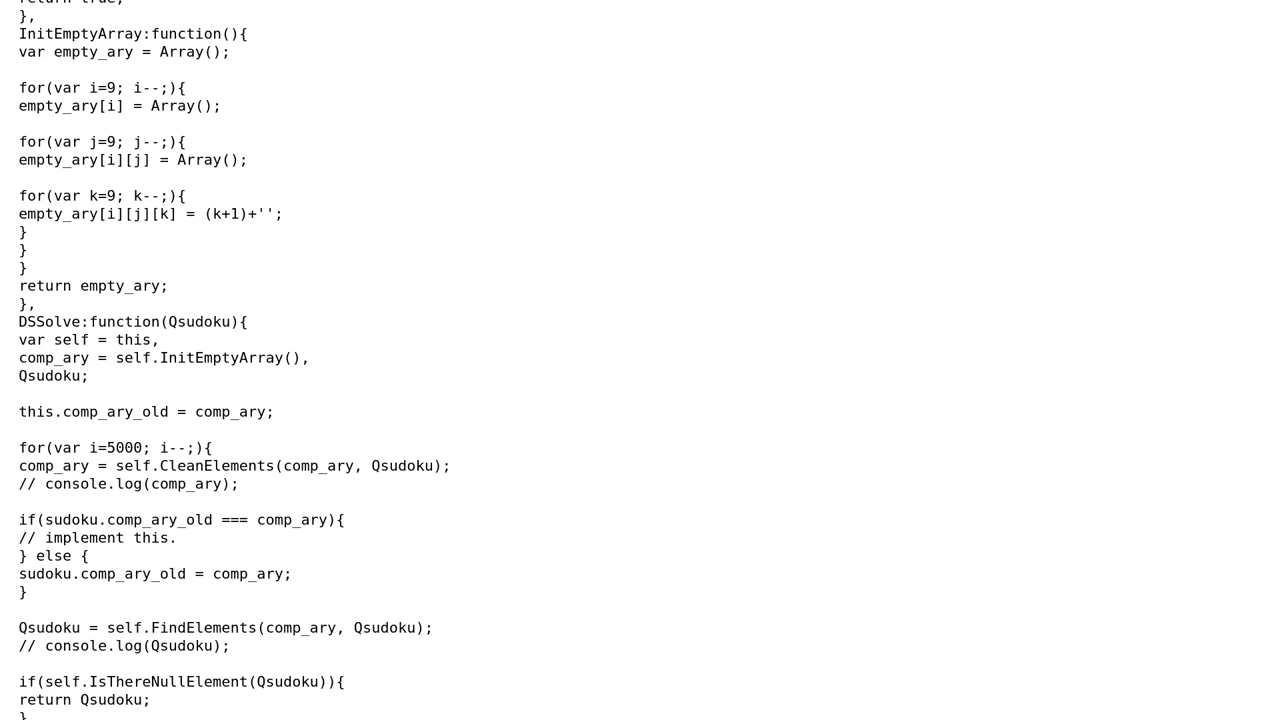 return true;
},
InitEmptyArray:function(){
var empty_ary = Array();
for(var i=9; i--;){
empty_ary[i] = Array();
for(var j=9; j--;){
empty_ary[i][j] = Array();
for(var k=9; k--;){
empty_ary[i][j][k] = (k+1)+'';
}
}
}
return empty_ary;
},
DSSolve:function(Qsudoku){
var self = this,
comp_ary = self.InitEmptyArray(),
Qsudoku;
this.comp_ary_old = comp_ary;
for(var i=5000; i--;){
comp_ary = self.CleanElements(comp_ary, Qsudoku);
// console.log(comp_ary);
if(sudoku.comp_ary_old === comp_ary){
// implement this.
} else {
sudoku.comp_ary_old = comp_ary;
}
Qsudoku = self.FindElements(comp_ary, Qsudoku);
// console.log(Qsudoku);
if(self.IsThereNullElement(Qsudoku)){
return Qsudoku;
}